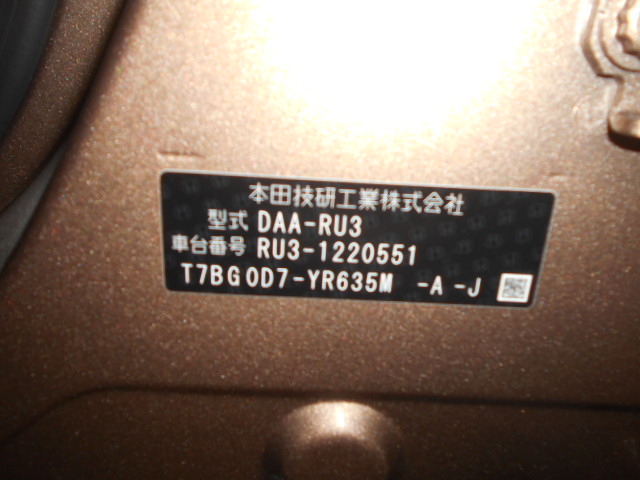 本田技研工業株式会社
型式 DAA-RU3
車台番号 RU3-1220551
T7BG0D7-YR635M -A -J